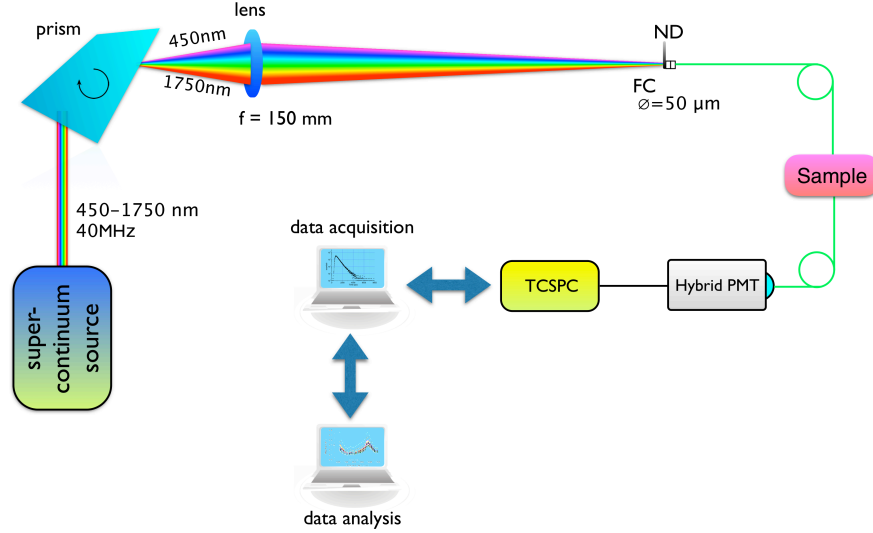 lens
prism
450nm
ND
1750nm
FC
⌀=50 µm
f = 150 mm
Sample
450–1750 nm
40MHz
data acquisition
super-
continuum
source
TCSPC
Hybrid PMT
data analysis